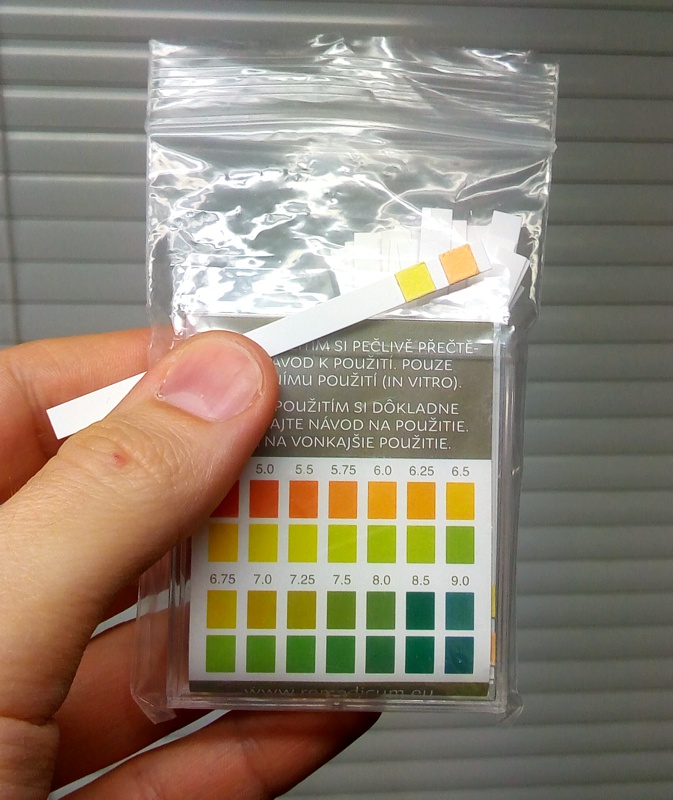 TÍM SI PEČLIVĚ PŘEČTĚ-
ÁVOD K POUŽITÍ. POUZE
NÍMU POUŽITÍ (IN VITRO).
POUŽITÍM SI DÔKLADNE
AJTE NÁVOD NA POUŽITIE.
NA VONKAJŠIE POUŽITIE.
5.0 5.5 5.75 6.0 6.25 6.5
6.75 7.0 7.25 7.5 8.0 8.5 9.0